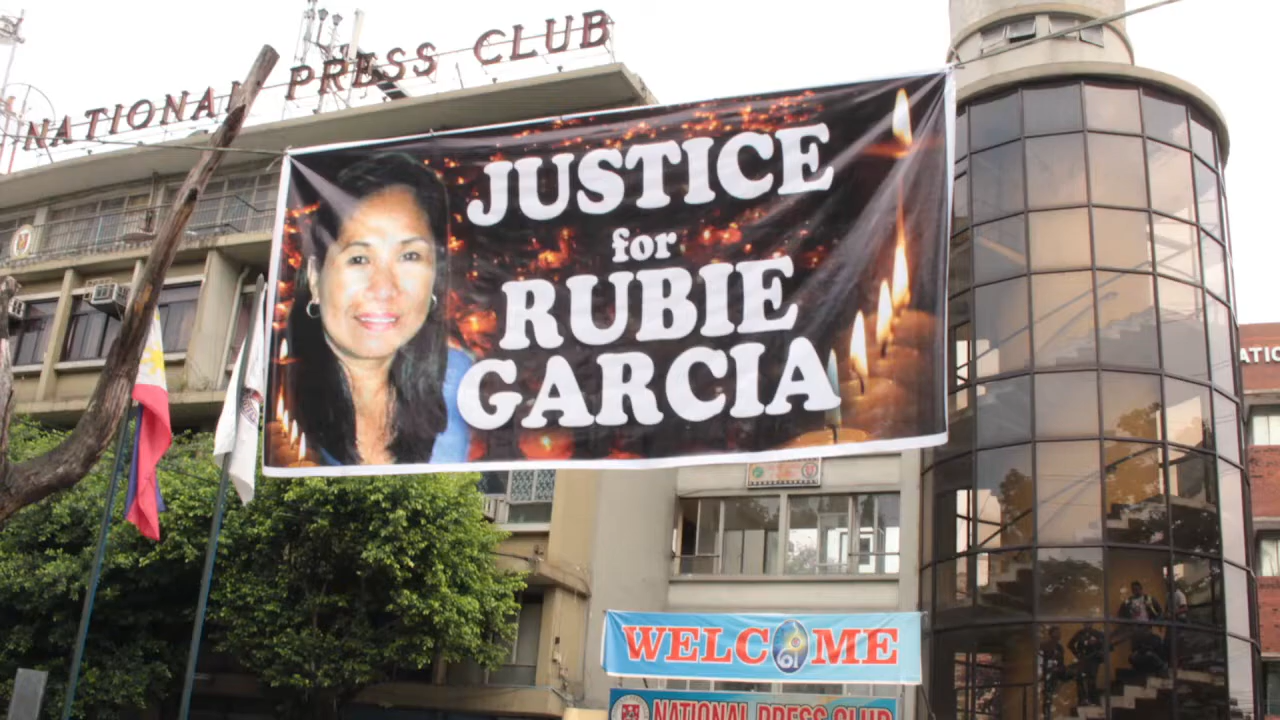 NATIONAL PRESS CLUB
JUSTICE
for
RUBIE
GARCIA
WELCOME
NATIONAL PRESS CLUB